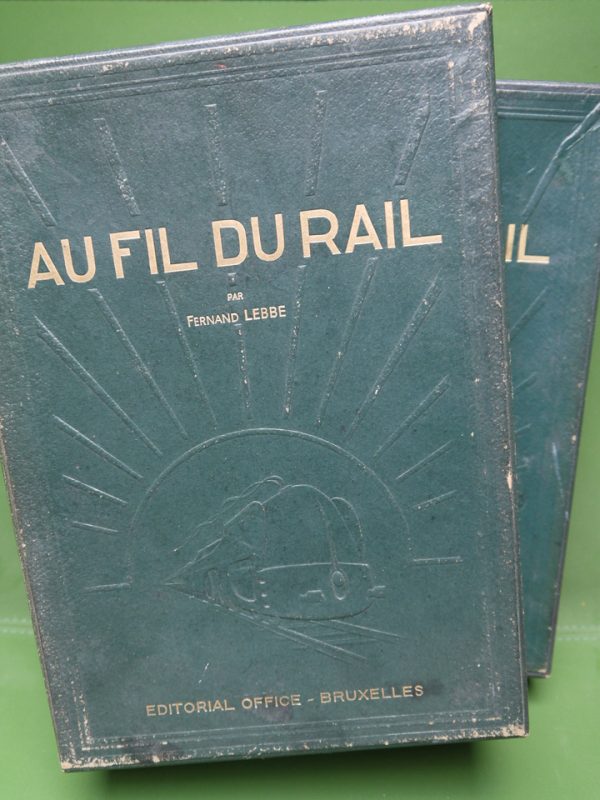 AU FIL DU RAIL
PAR
FERNAND LEBBE
EDITORIAL OFFICE - BRUXELLES
IL